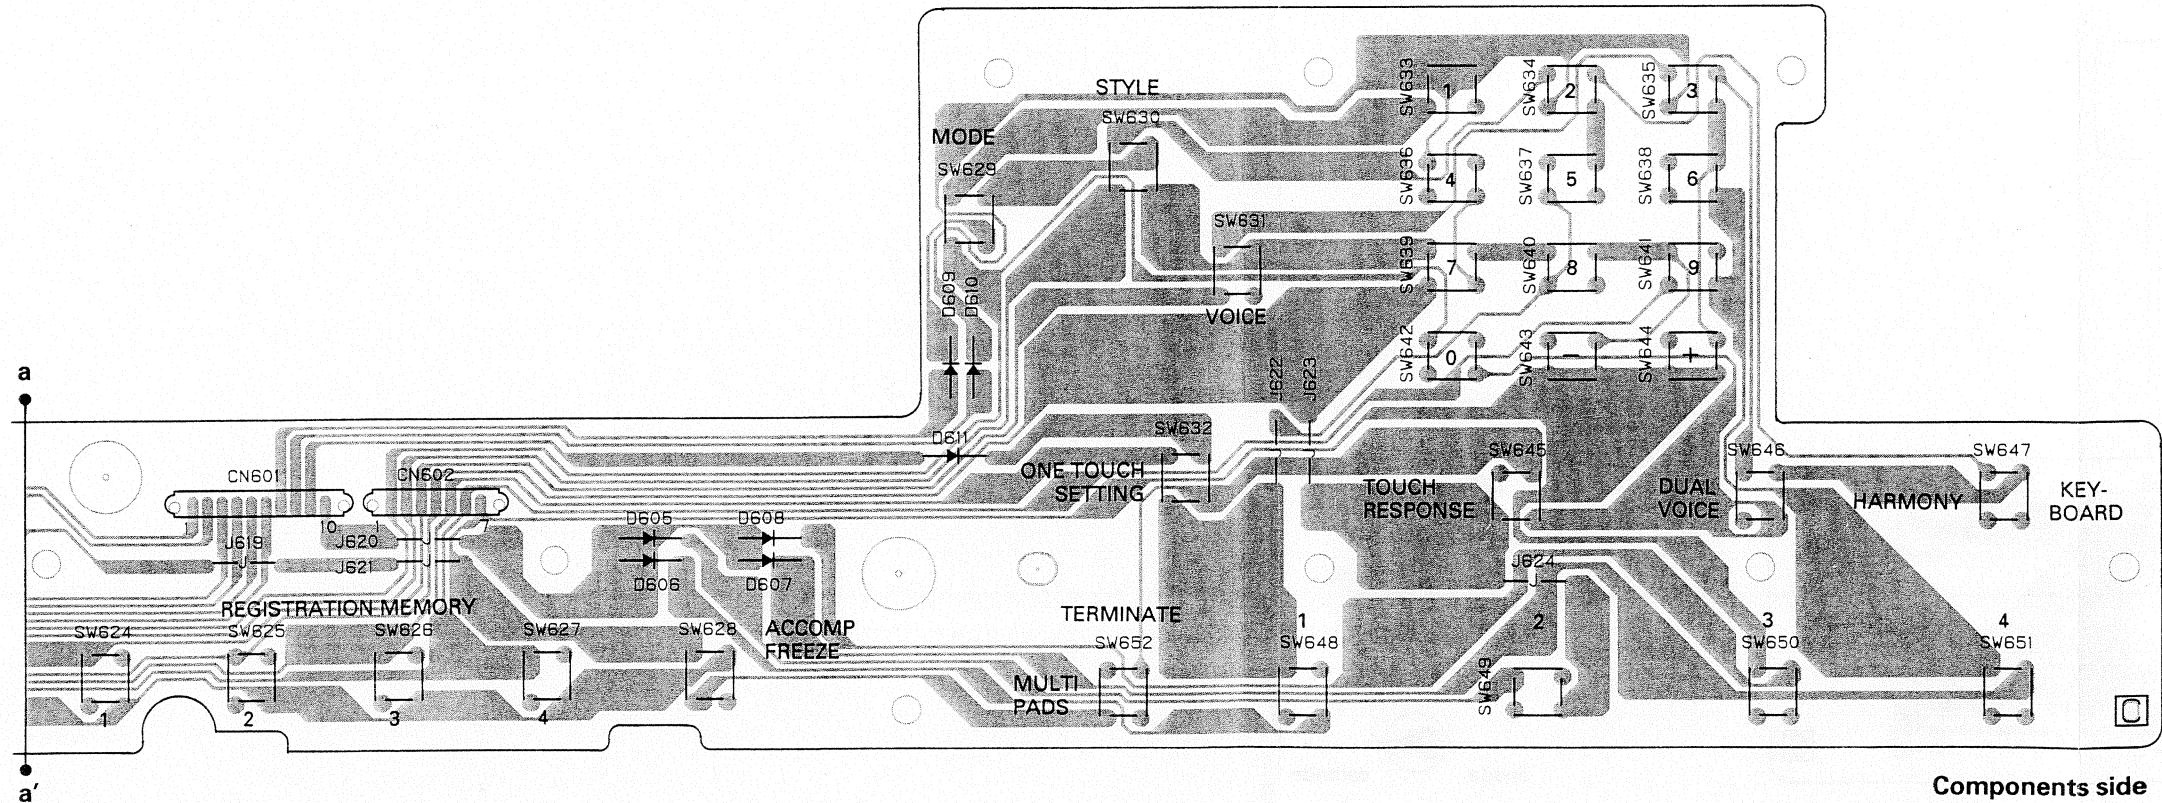 STYLE
SW630
MODE
SW629
SW631
VOICE
D609
D610
SW633
1
SW634
2
SW635
3
SW636
4
SW637
5
SW638
6
SW639
7
SW640
8
SW641
9
SW642
0
SW643
-
SW644
+
J622
J623
a
CN601
1
10
CN602
1
7
D611
SW632
ONE TOUCH
SETTING
SW645
TOUCH
RESPONSE
SW646
DUAL
VOICE
HARMONY
SW647
KEY-
BOARD
J619
J620
J621
D605
D608
D606
D607
J624
REGISTRATION MEMORY
SW624
1
SW625
2
SW626
3
SW627
4
SW628
ACCOMP
FREEZE
TERMINATE
SW652
MULTI
PADS
1
SW648
2
SW649
3
SW650
4
SW651
C
a'
Components side